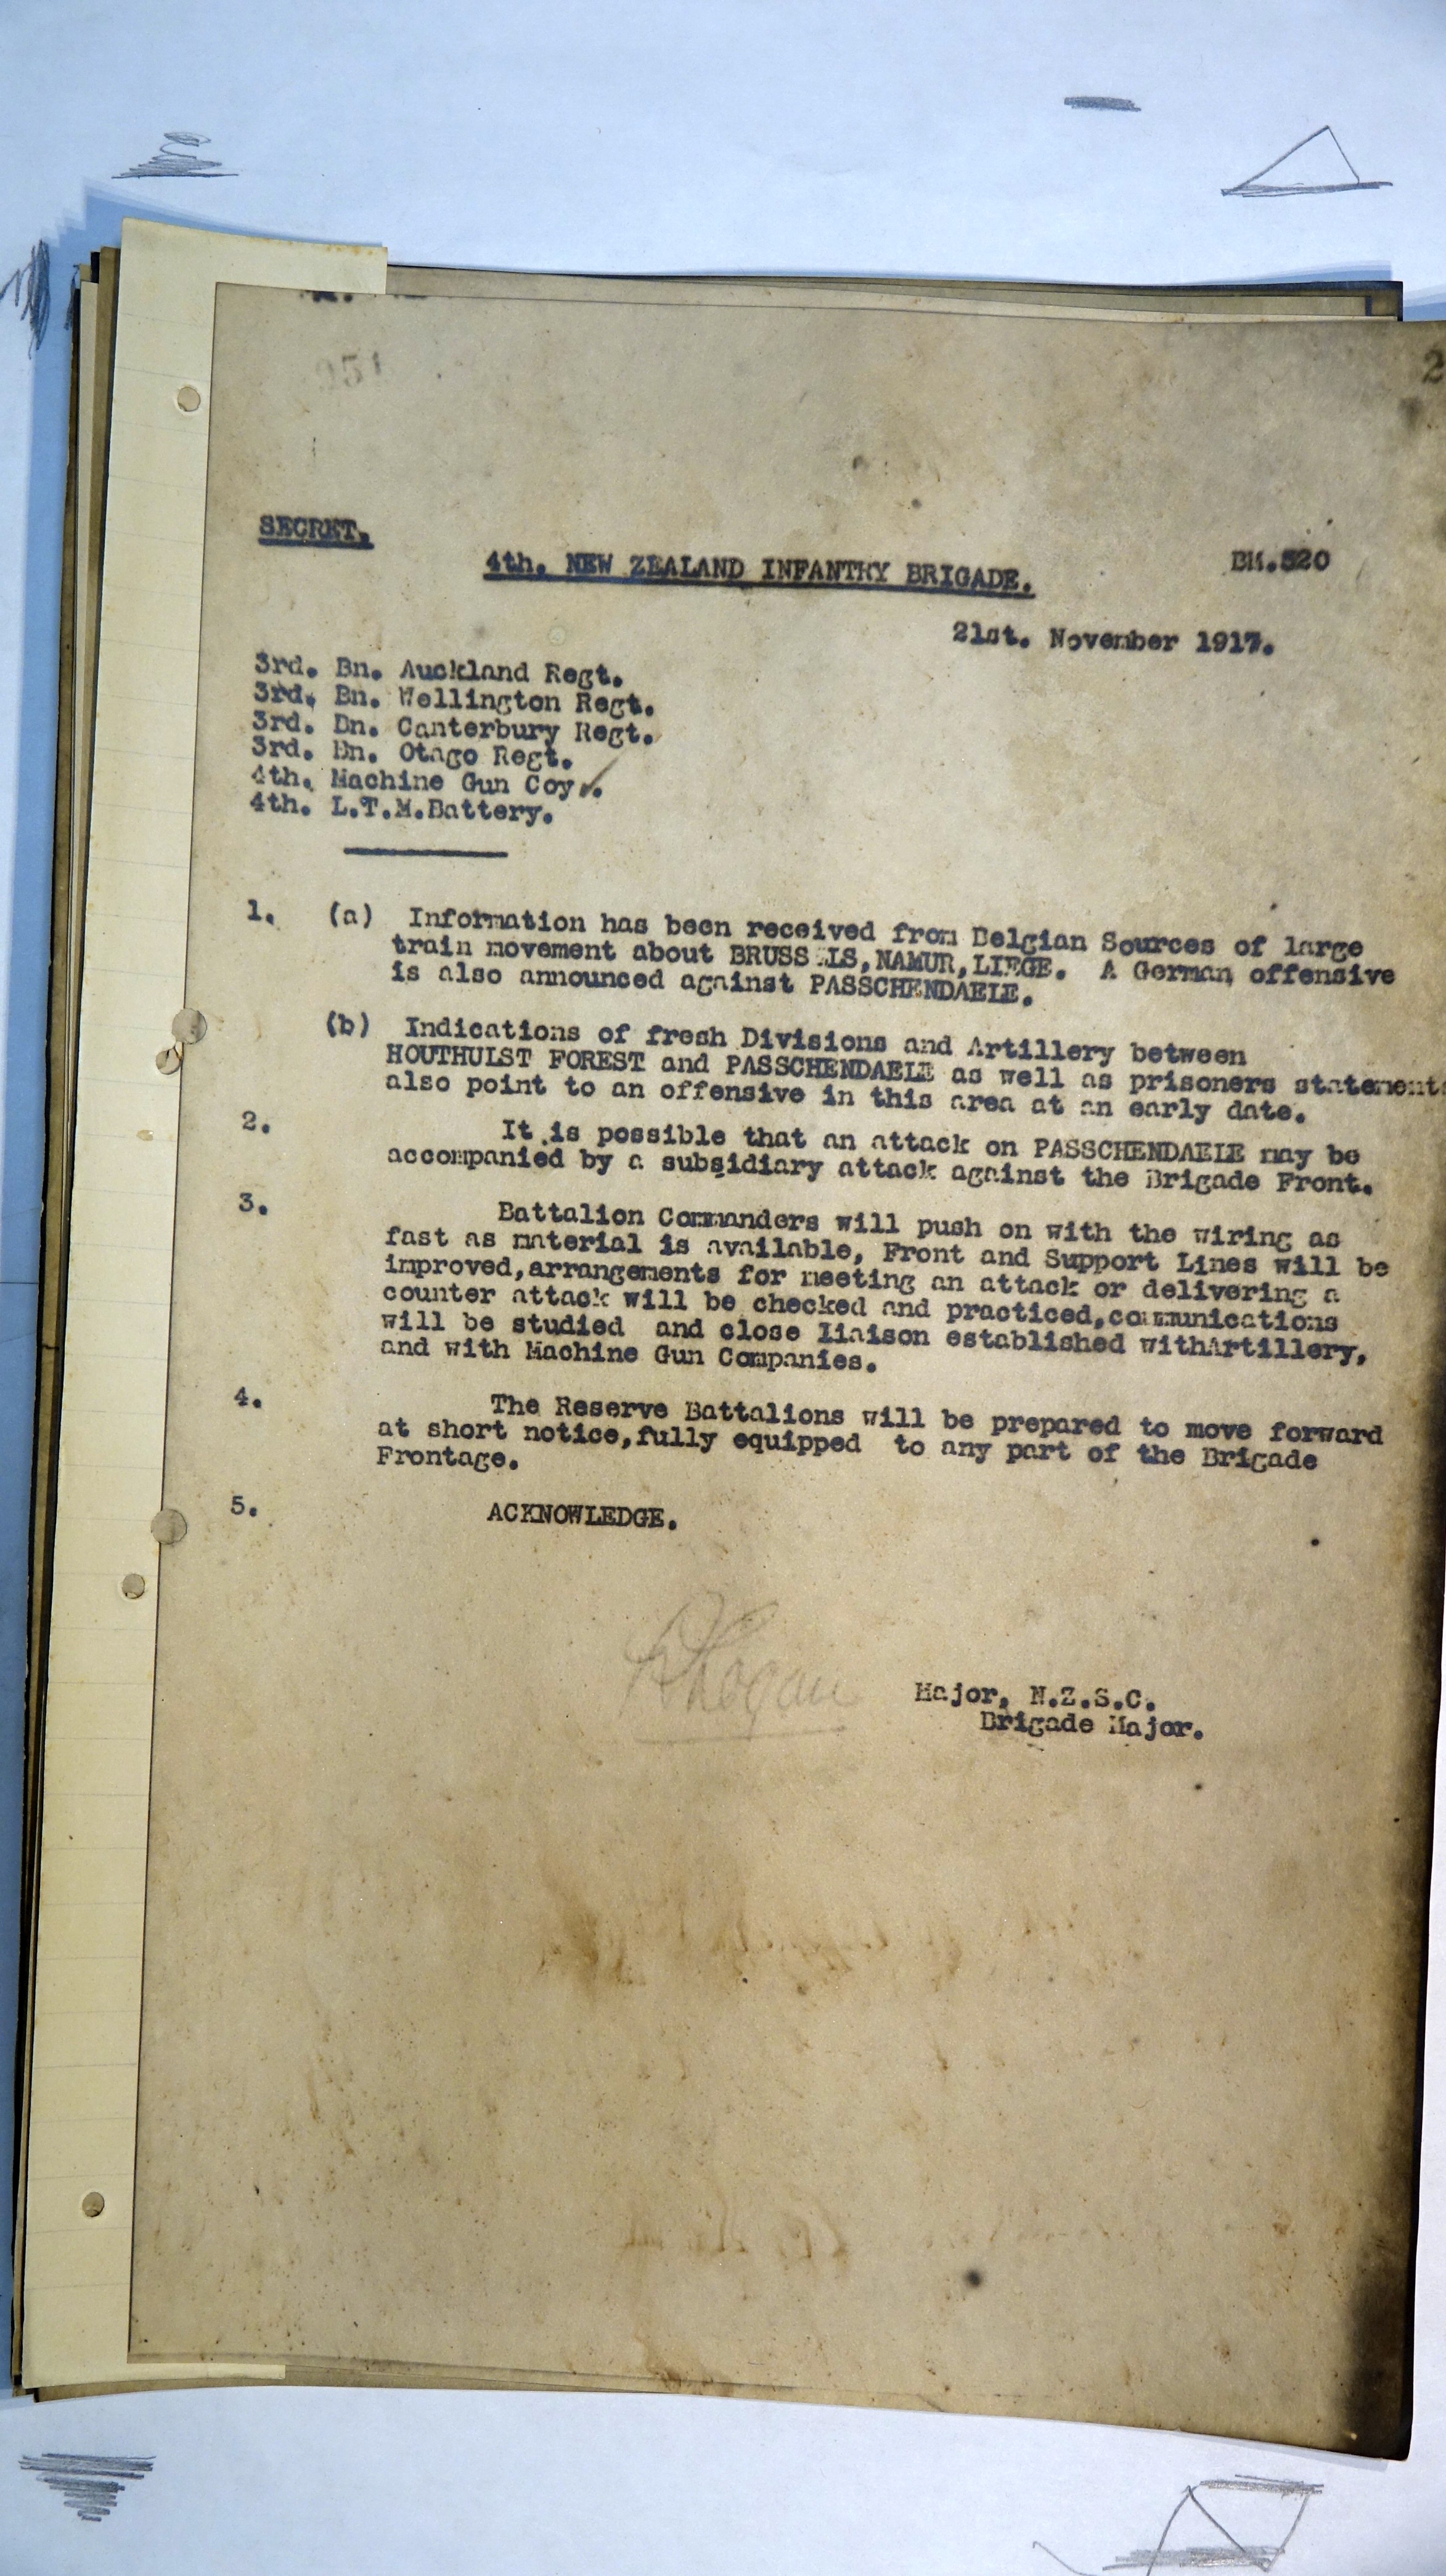 SECRET.
4th. NEW ZEALAND INFANTRY BRIGADE.
BM.320
21st. November 1917.
3rd. Bn. Auckland Regt.
3rd. Bn. Wellington Regt.
3rd. Bn. Canterbury Regt.
3rd. Bn. Otago Regt.
4th. Machine Gun Coy.
4th. L.T.M.Battery.
1. (a) Information has been received from Belgian Sources of large
train movement about BRUSS LS, NAMUR, LIEGE. A German offensive
is also announced against PASSCHENDAELE.
(b) Indications of fresh Divisions and Artillery between
HOUTHULST FOREST and PASSCHENDAELE as well as prisoners statements
also point to an offensive in this area at an early date.
2. It is possible that an attack on PASSCHENDAELE may be
accompanied by a subsidiary attack against the Brigade Front.
3. Battalion Commanders will push on with the wiring as
fast as material is available, Front and Support Lines will be
improved,arrangements for meeting an attack or delivering a
counter attack will be checked and practiced,communications
will be studied and close liaison established withArtillery,
and with Machine Gun Companies.
4. The Reserve Battalions will be prepared to move forward
at short notice,fully equipped to any part of the Brigade
Frontage.
5. ACKNOWLEDGE.
Major, N.Z.S.C.
Brigade Major.